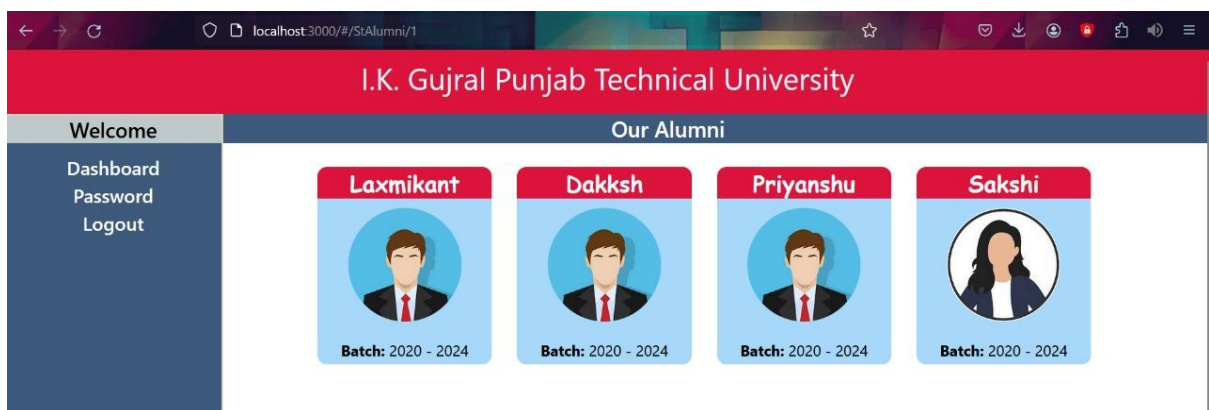 localhost:3000/#/StAlumni/1
I.K. Gujral Punjab Technical University
Welcome
Dashboard
Password
Logout
Our Alumni
Laxmikant
Batch: 2020 - 2024
Dakksh
Batch: 2020 - 2024
Priyanshu
Batch: 2020 - 2024
Sakshi
Batch: 2020 - 2024